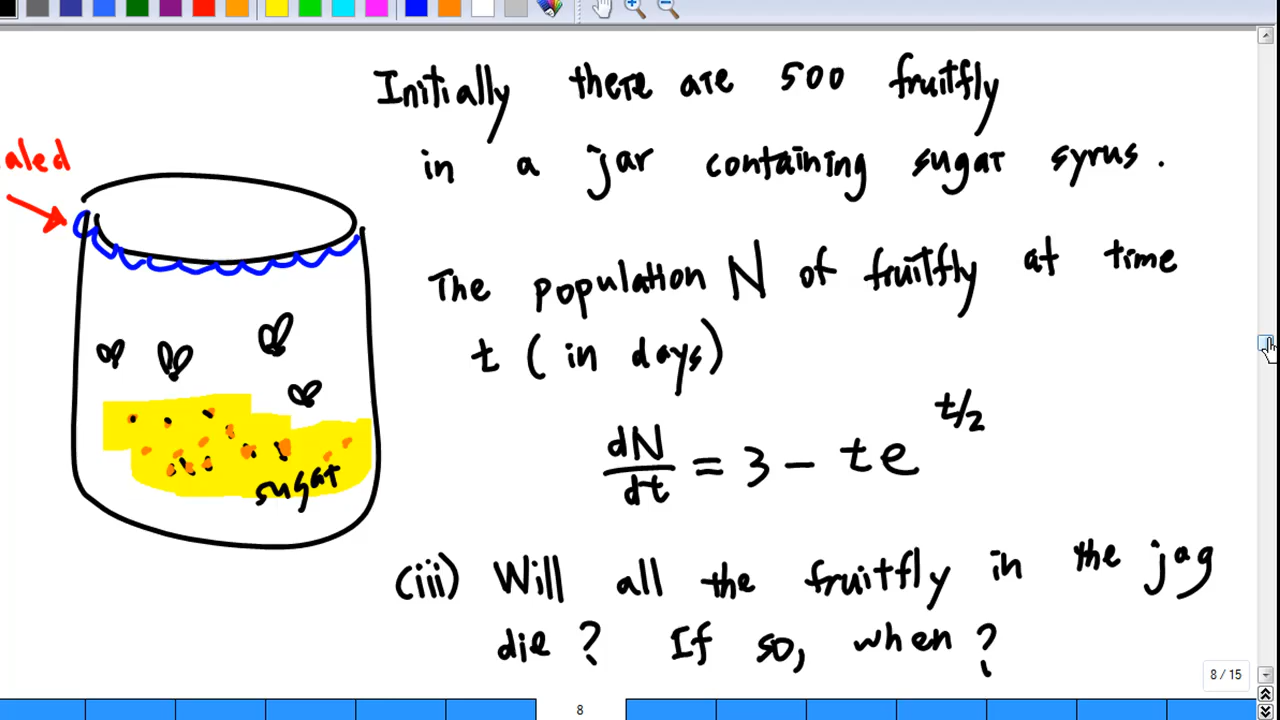 Initially there are 500 fruitfly
aled
in a jar containing sugar syrus.
The population N of fruitfly at time
t (in days)
dN/dt = 3 - te^{t/2}
sugar
(iii) Will all the fruitfly in the jag
die? If so, when?
8 / 15
8